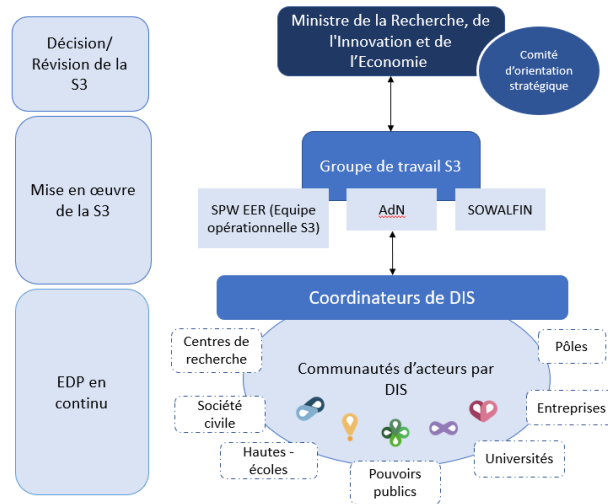 Décision/
Révision de la
S3
Ministre de la Recherche, de
l'Innovation et de
l’Economie
Comité
d’orientation
stratégique
Mise en œuvre
de la S3
Groupe de travail S3
SPW EER (Equipe
opérationnelle S3)
AdN
SOWALFIN
EDP en
continu
Coordinateurs de DIS
Centres de
recherche
Communautés d’acteurs par
DIS
Pôles
Société
civile
Entreprises
Hautes -
écoles
Pouvoirs
publics
Universités